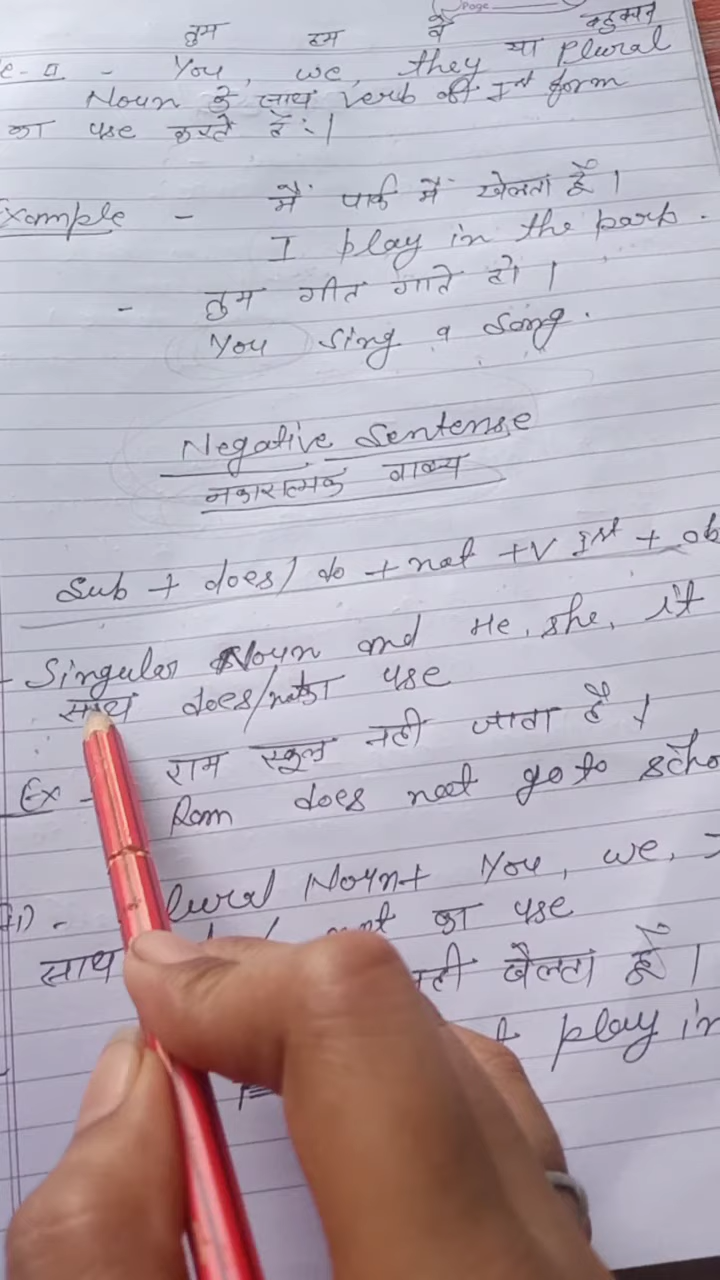 Page
तुम हम वे बहुवचन
You, we, they या Plural
Noun के साथ verb की Ist form
का use करते हैं।
Example - मैं पार्क में खेलता हूँ।
I play in the park.
- तुम गीत गाते हो।
You sing a song.
Negative Sentense
नकारात्मक वाक्य
Sub + does/do + not + V Ist + ob
- Singular Noun and He, she, it
साथ does/not का use
Ex - राम स्कूल नही जाता है।
Ram does not go to scho
lural Noun+ You, we,
साथ not का use
नही खेलता हूँ।
play in